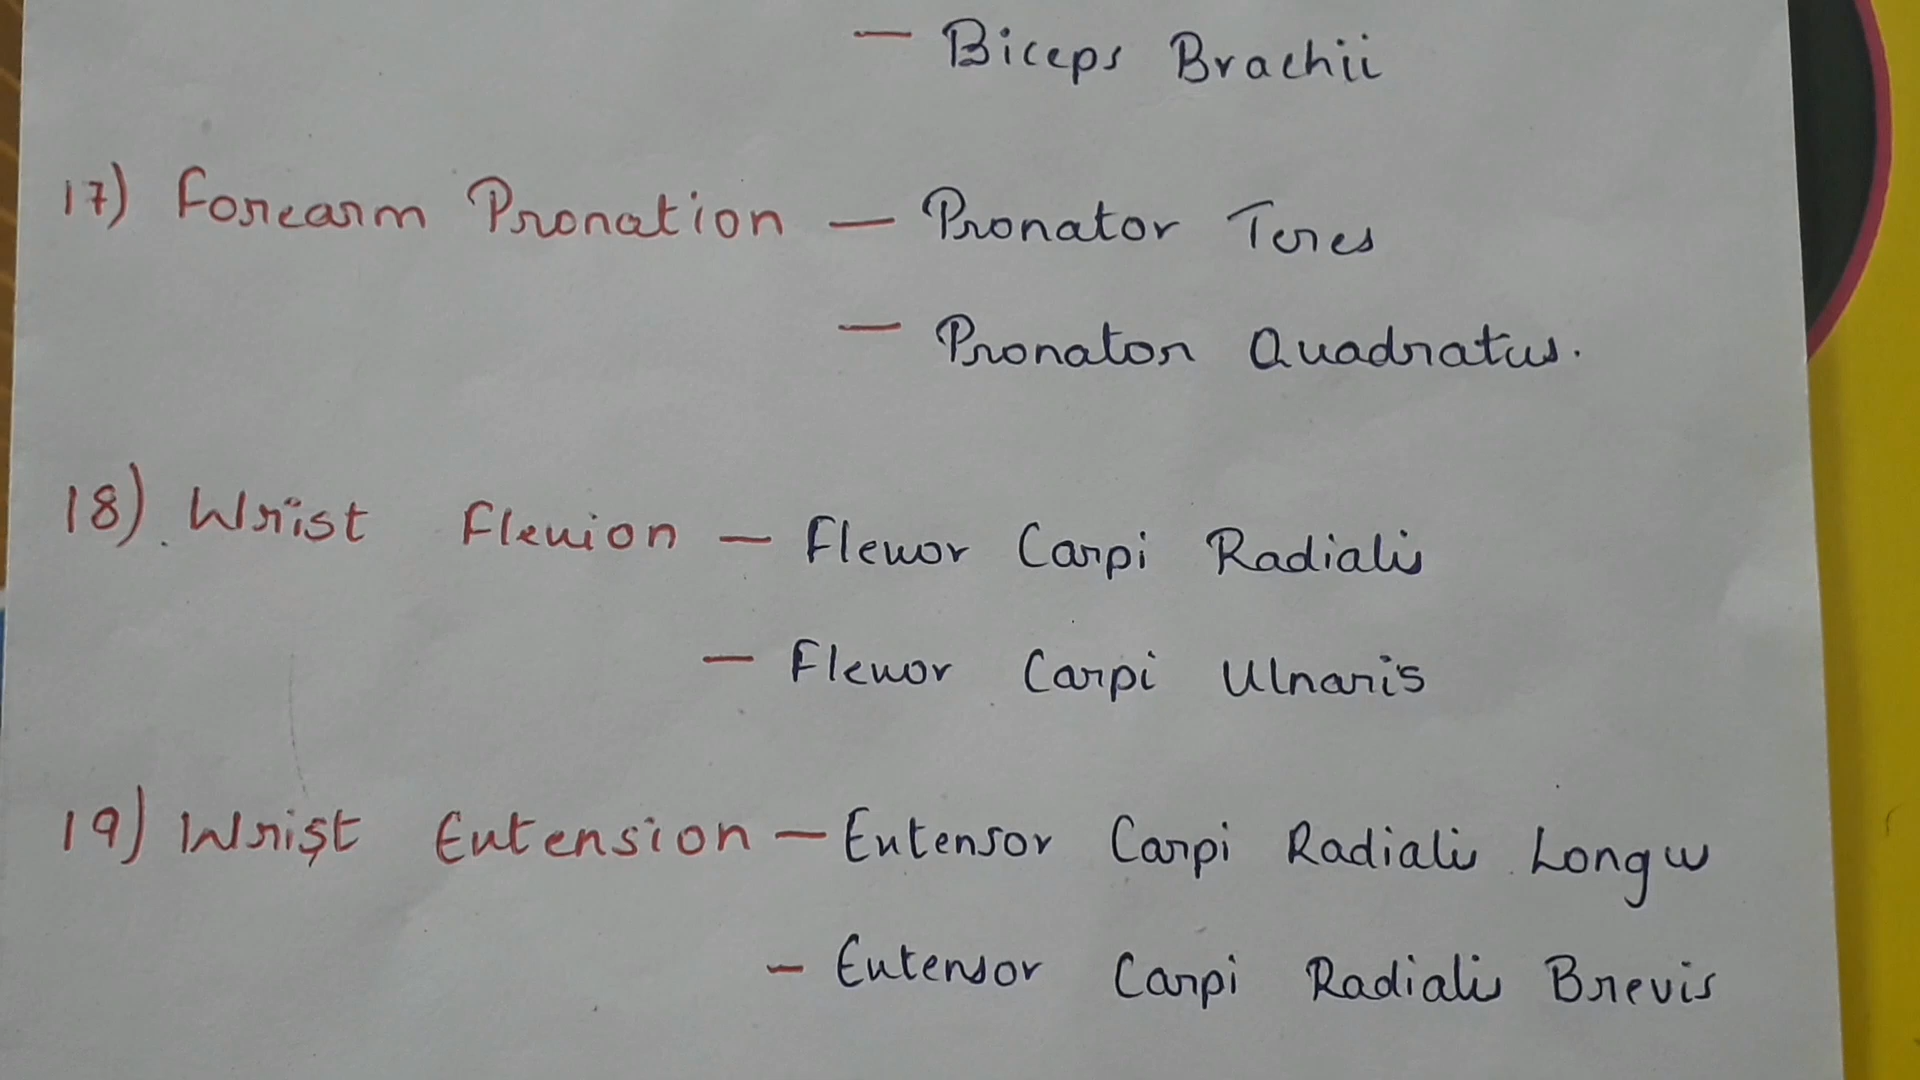 – Biceps Brachii
17) Forearm Pronation – Pronator Teres
– Pronator Quadratus.
18) Wrist Flexion – Flexor Carpi Radialis
– Flexor Carpi Ulnaris
19) Wrist Extension – Extensor Carpi Radialis Longus
– Extensor Carpi Radialis Brevis